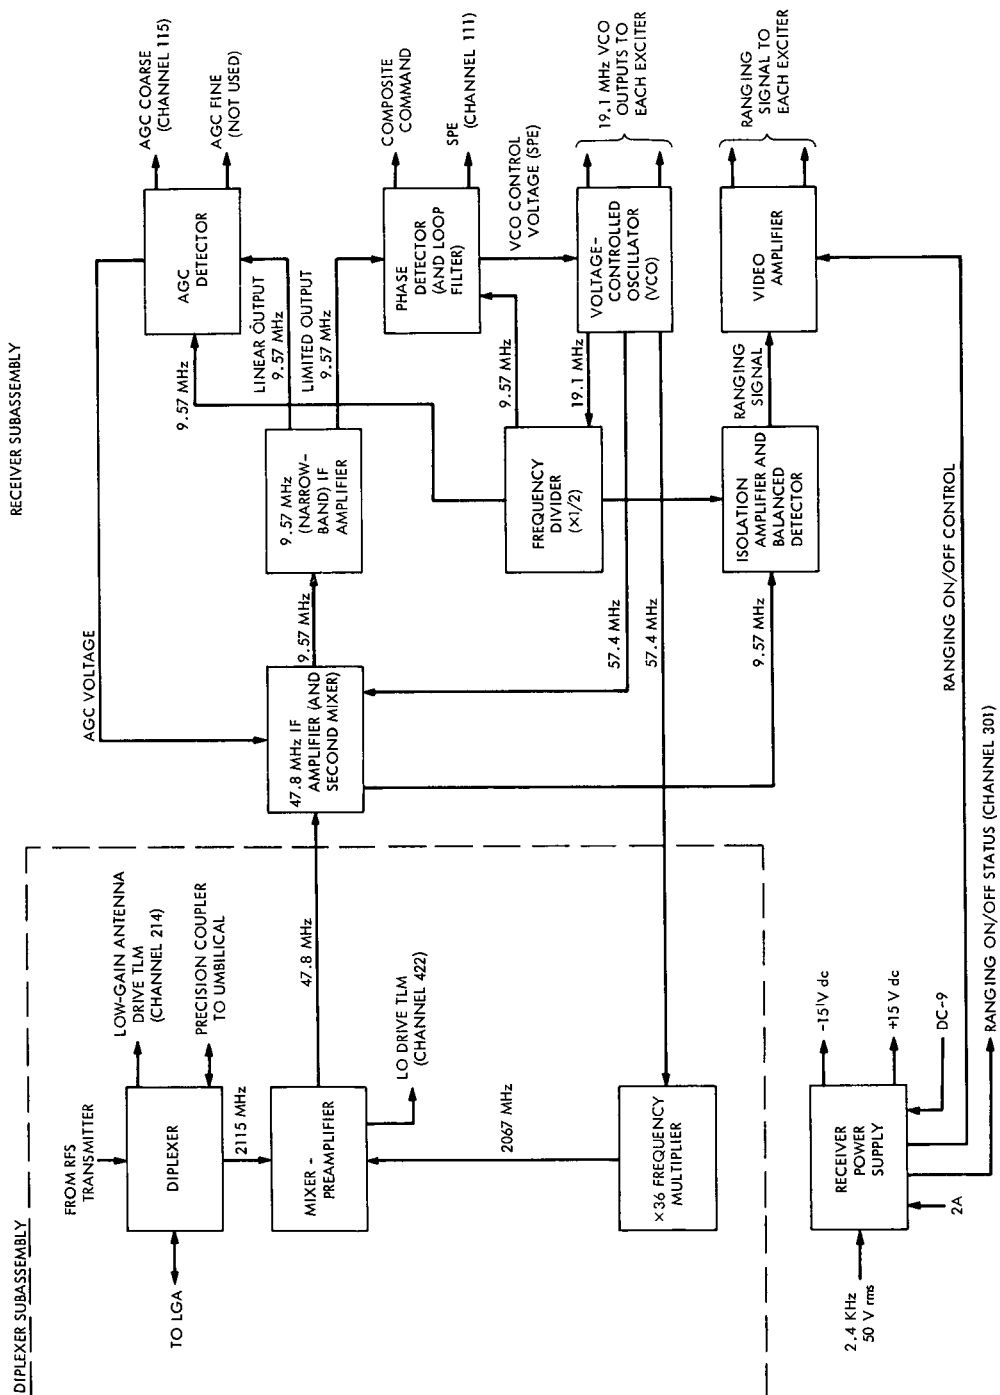 RECEIVER SUBASSEMBLY
DIPLEXER SUBASSEMBLY
FROM RFS
TRANSMITTER
TO LGA
DIPLEXER
LOW-GAIN ANTENNA
DRIVE TLM
(CHANNEL 214)
PRECISION COUPLER
TO UMBILICAL
2115 MHz
MIXER -
PREAMPLIFIER
47.8 MHz
LO DRIVE TLM
(CHANNEL 422)
2067 MHz
×36 FREQUENCY
MULTIPLIER
AGC VOLTAGE
47.8 MHz IF
AMPLIFIER (AND
SECOND MIXER)
9.57 MHz
57.4 MHz
57.4 MHz
9.57 MHz
9.57 MHz
(NARROW-
BAND) IF
AMPLIFIER
9.57 MHz
LINEAR OUTPUT
9.57 MHz
LIMITED OUTPUT
9.57 MHz
AGC
DETECTOR
AGC COARSE
(CHANNEL 115)
AGC FINE
(NOT USED)
PHASE
DETECTOR
(AND LOOP
FILTER)
COMPOSITE
COMMAND
SPE
(CHANNEL 111)
VCO CONTROL
VOLTAGE (SPE)
9.57 MHz
19.1 MHz
FREQUENCY
DIVIDER
(×1/2)
VOLTAGE-
CONTROLLED
OSCILLATOR
(VCO)
19.1 MHz VCO
OUTPUTS TO
EACH EXCITER
ISOLATION
AMPLIFIER AND
BALANCED
DETECTOR
RANGING
SIGNAL
VIDEO
AMPLIFIER
RANGING
SIGNAL TO
EACH EXCITER
RANGING ON/OFF CONTROL
RECEIVER
POWER
SUPPLY
-15 V dc
+15 V dc
DC-9
2A
2.4 KHz
50 V rms
RANGING ON/OFF STATUS (CHANNEL 301)